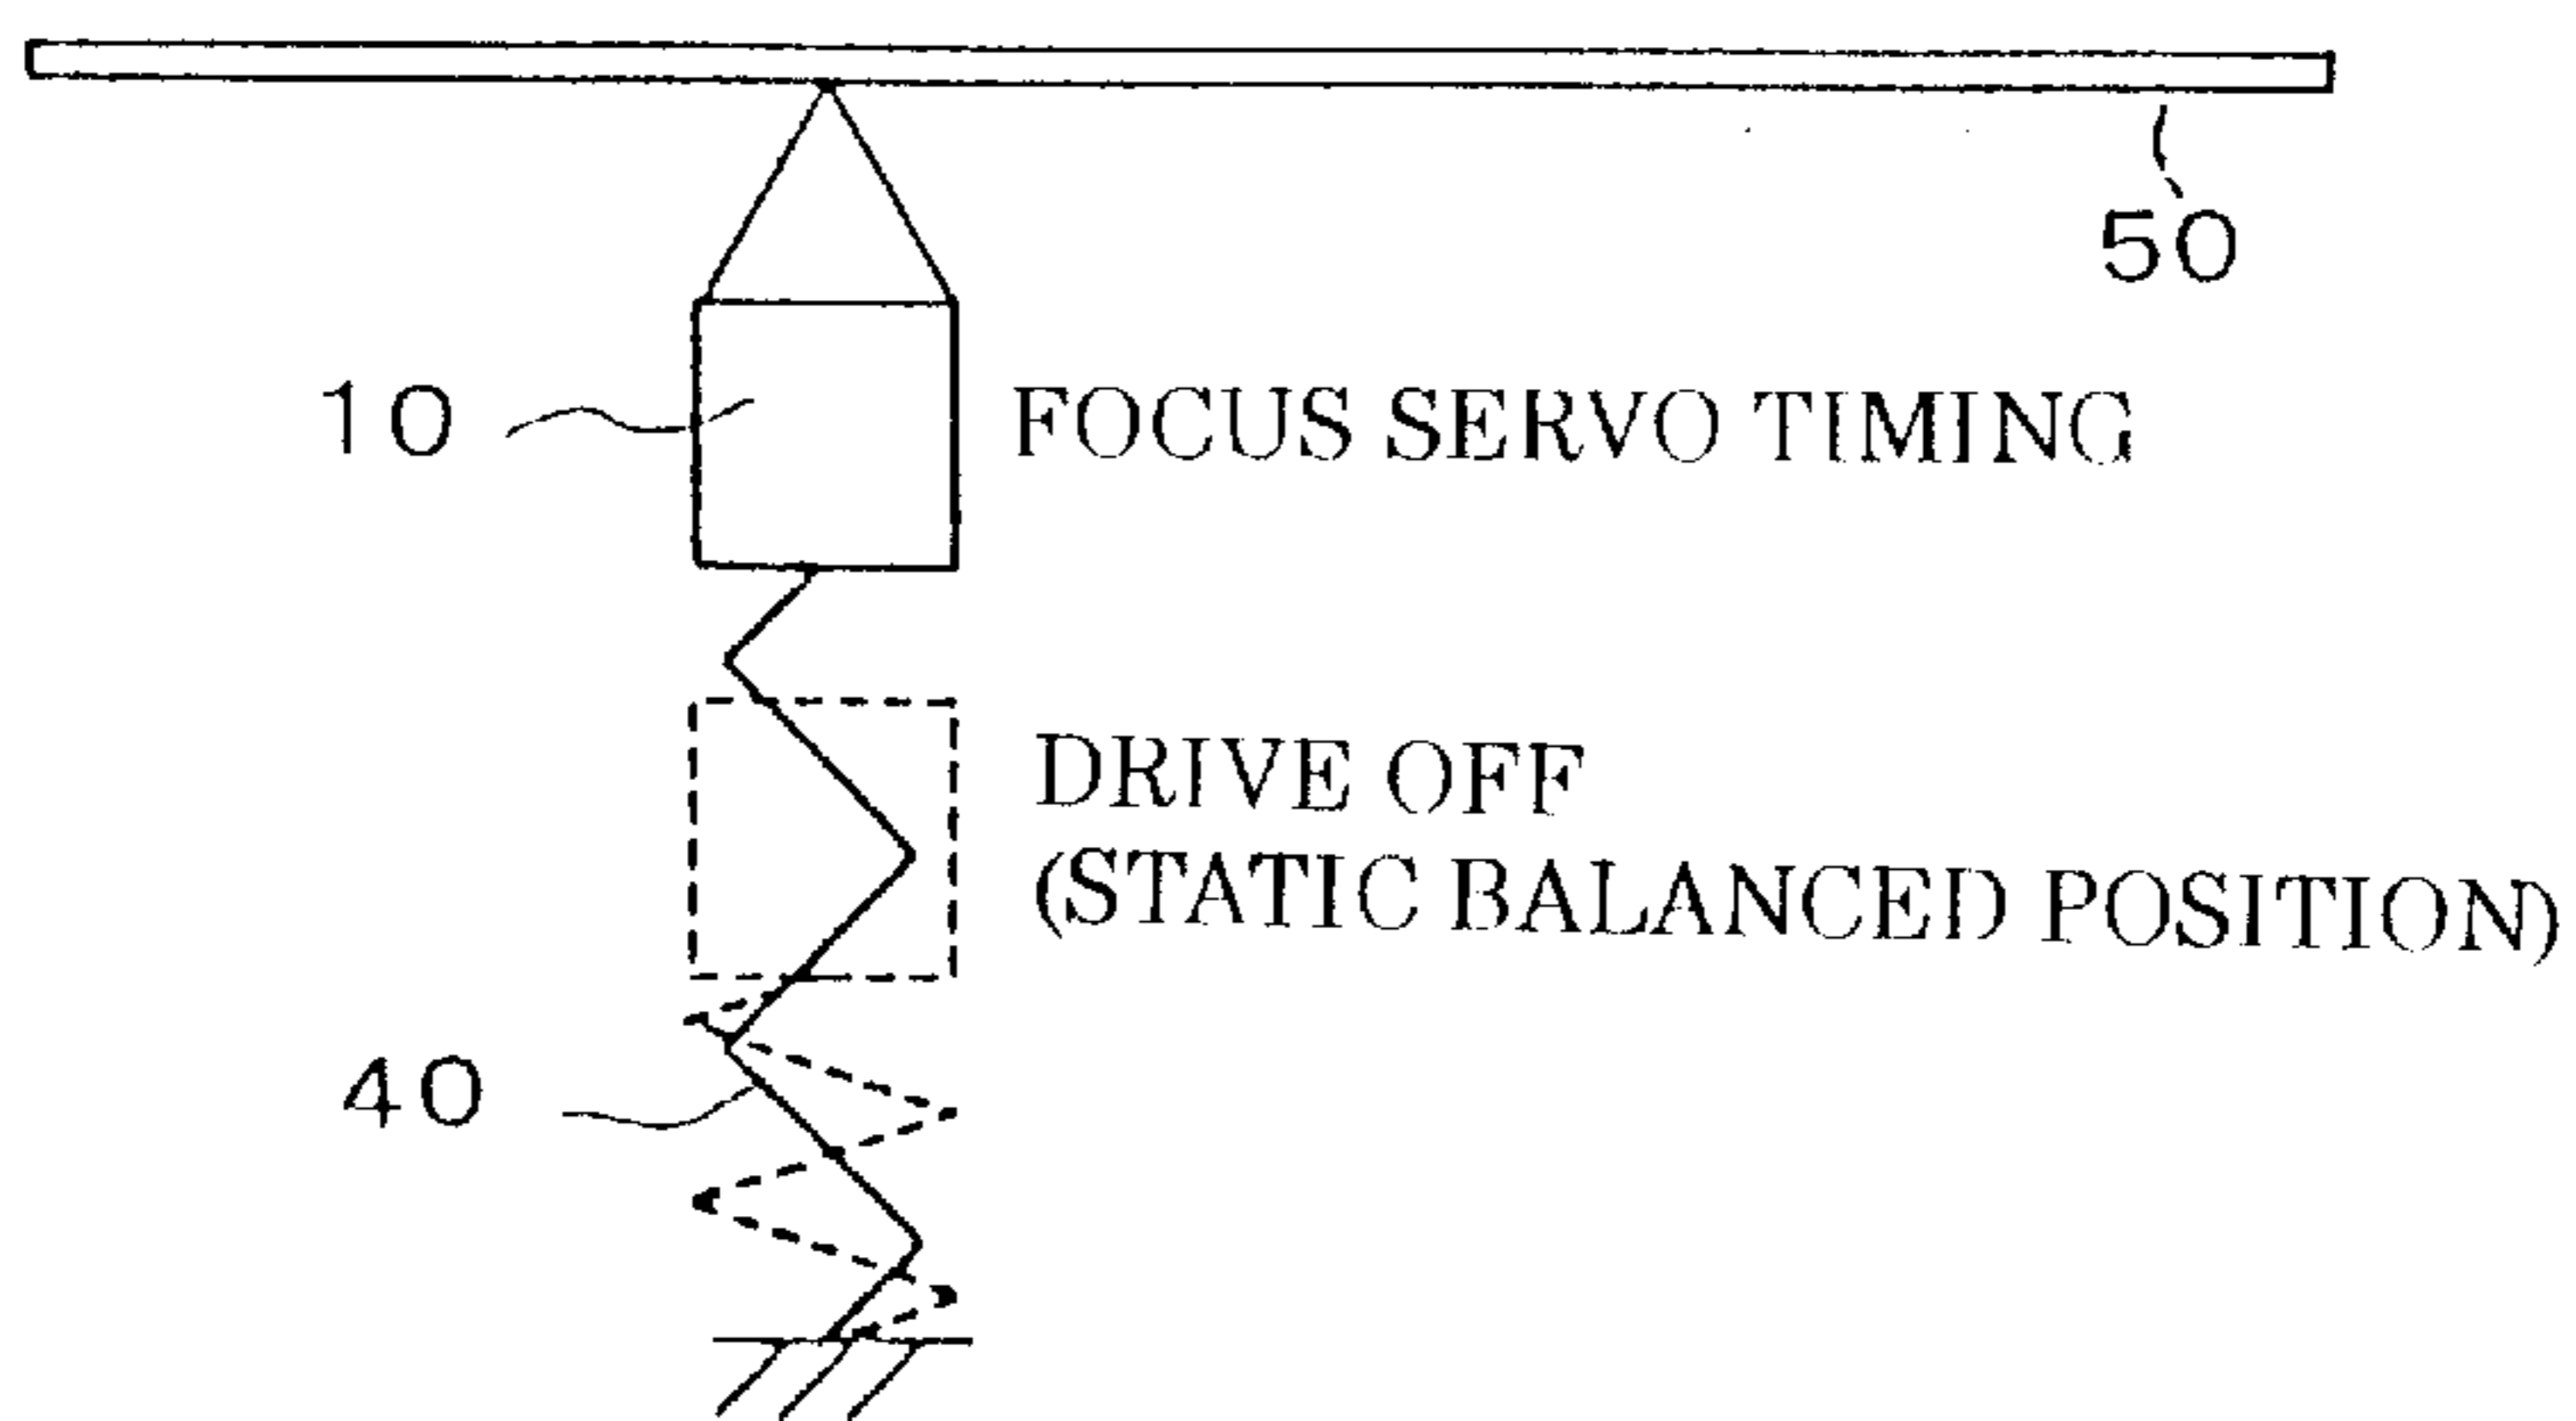 50
10
FOCUS SERVO TIMING
DRIVE OFF
(STATIC BALANCED POSITION)
40